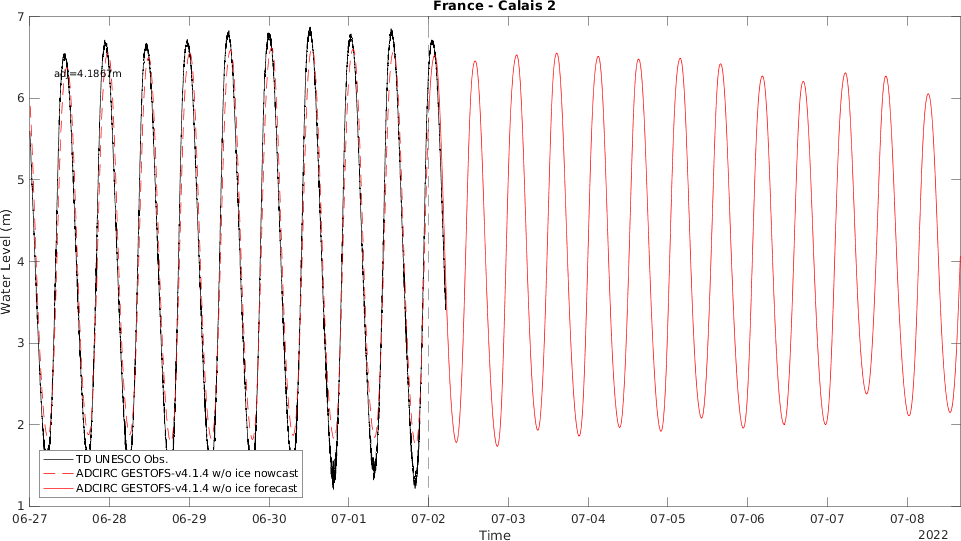 France - Calais 2
7
6
5
4
3
2
1
Water Level (m)
adj=4.1867m
TD UNESCO Obs.
ADCIRC GESTOFS-v4.1.4 w/o ice nowcast
ADCIRC GESTOFS-v4.1.4 w/o ice forecast
06-27 06-28 06-29 06-30 07-01 07-02 07-03 07-04 07-05 07-06 07-07 07-08
Time
2022